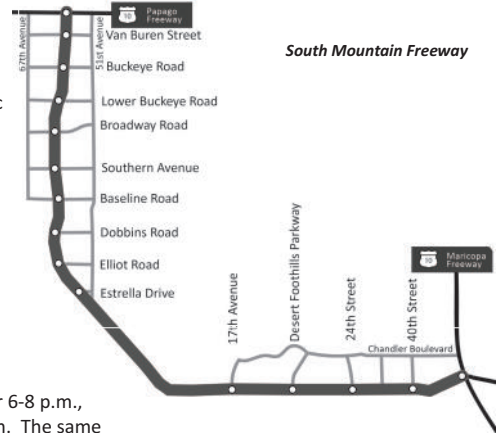 67th Avenue
51st Avenue
10
Papago
Freeway
South Mountain Freeway
Van Buren Street
Buckeye Road
c
Lower Buckeye Road
Broadway Road
Southern Avenue
Baseline Road
Dobbins Road
Elliot Road
Estrella Drive
17th Avenue
Desert Foothills Parkway
24th Street
40th Street
10
Maricopa
Freeway
Chandler Boulevard
r 6-8 p.m.,
n. The same